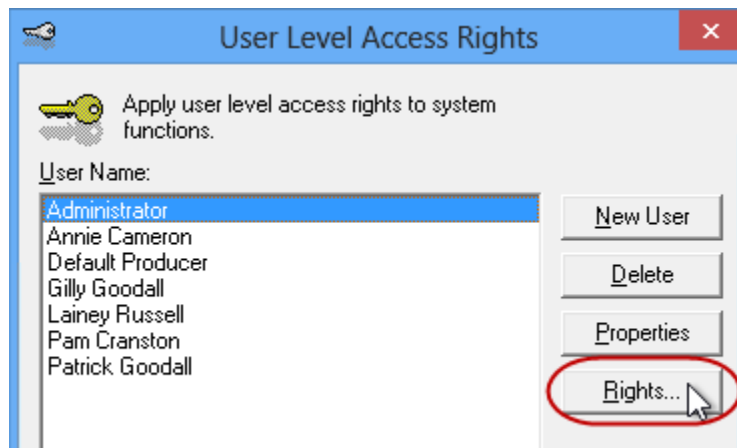 User Level Access Rights
Apply user level access rights to system
functions.
User Name:
Administrator
Annie Cameron
Default Producer
Gilly Goodall
Lainey Russell
Pam Cranston
Patrick Goodall
New User
Delete
Properties
Rights...